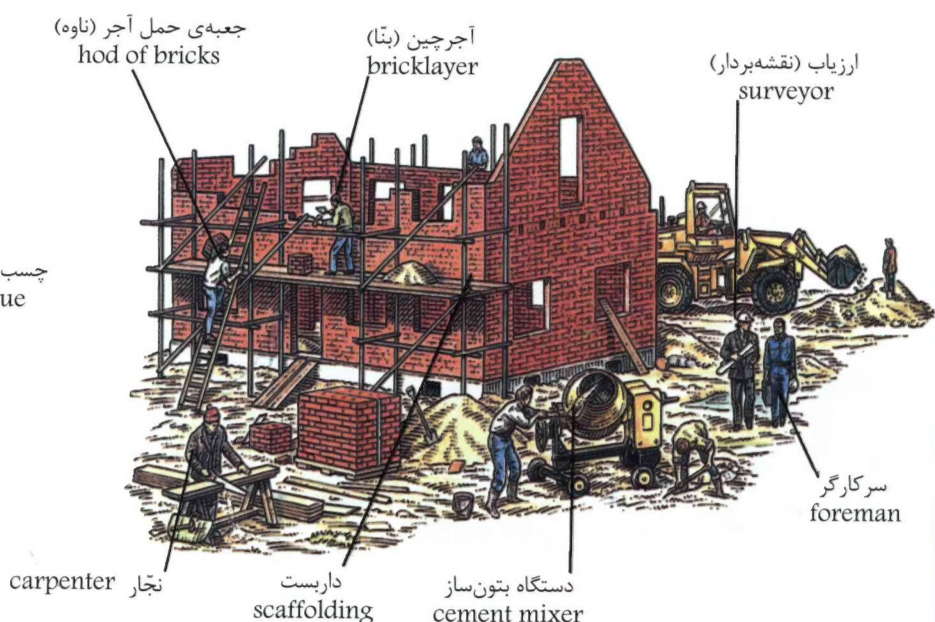 جعبه‌ی حمل آجر (ناوه)
hod of bricks
آجرچین (بنّا)
bricklayer
ارزیاب (نقشه‌بردار)
surveyor
چسب
ue
سرکارگر
foreman
carpenter نجّار
داربست
scaffolding
دستگاه بتون‌ساز
cement mixer